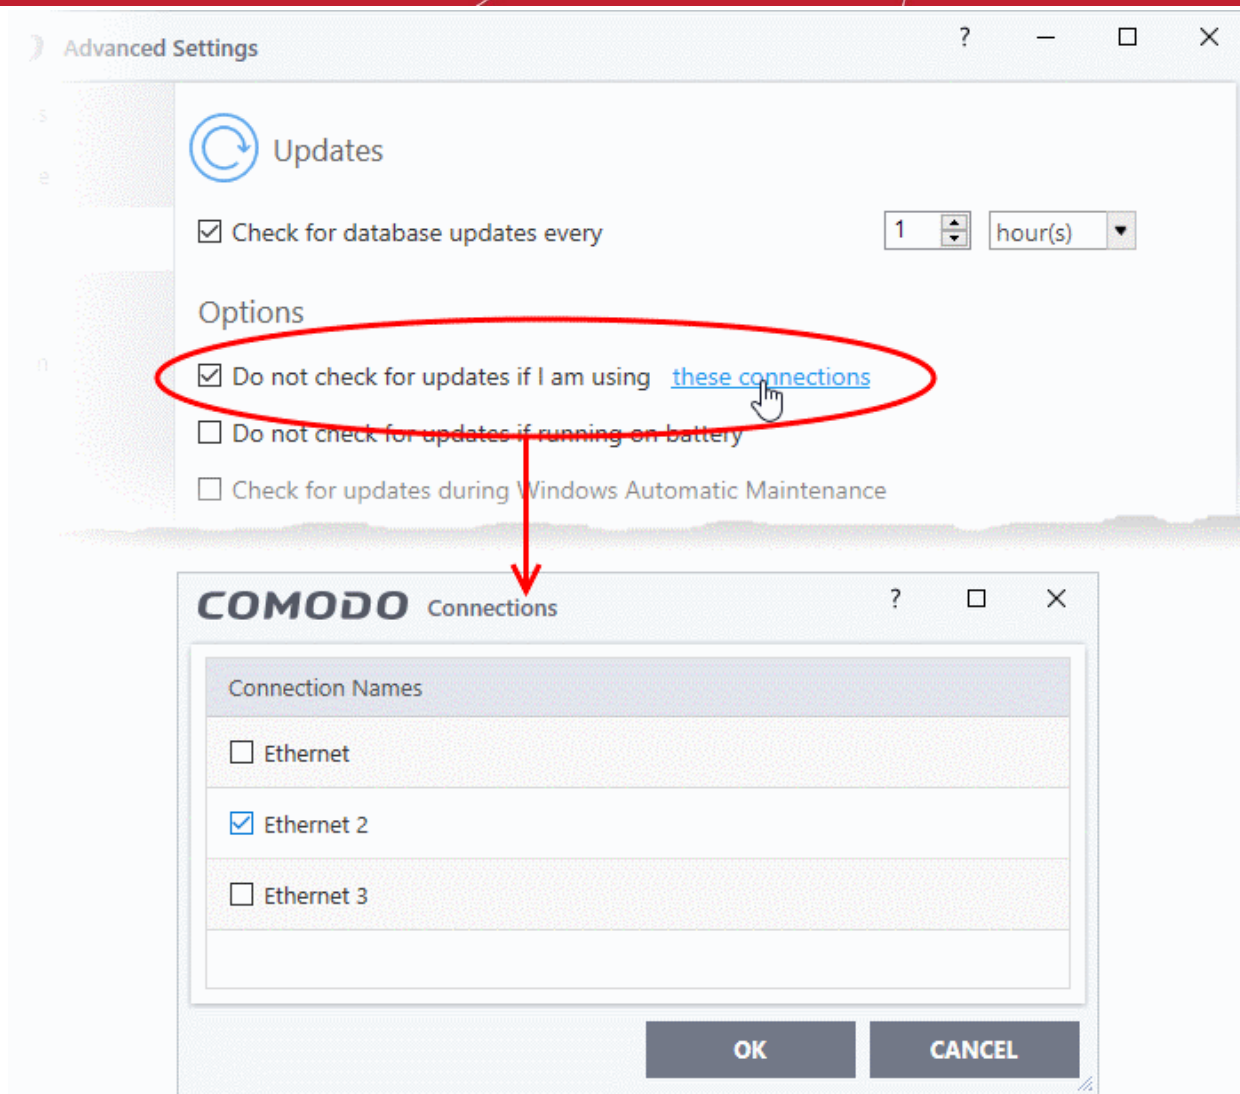 Advanced Settings
?
s
Updates
e
Check for database updates every 1 hour(s)
Options
n
Do not check for updates if I am using these connections
Do not check for updates if running on battery
Check for updates during Windows Automatic Maintenance
COMODO Connections ?
Connection Names
Ethernet
Ethernet 2
Ethernet 3
OK CANCEL